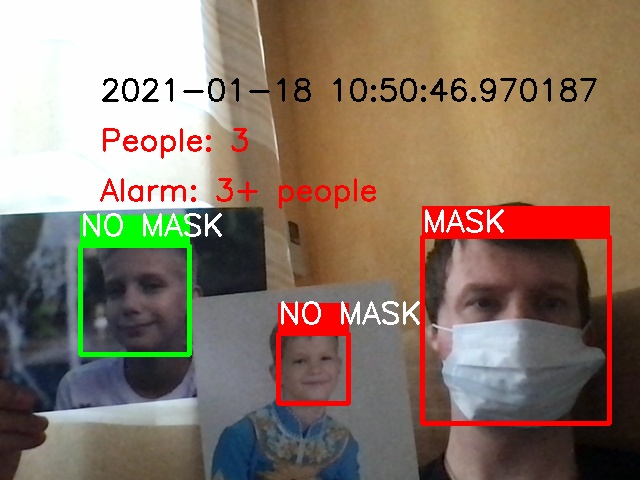 2021-01-18 10:50:46.970187
People: 3
Alarm: 3+ people
NO MASK
MASK
NO MASK